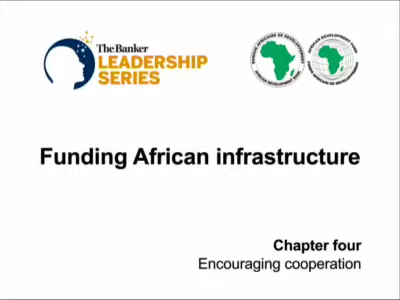 The Banker
LEADERSHIP
SERIES
Funding African infrastructure
Chapter four
Encouraging cooperation